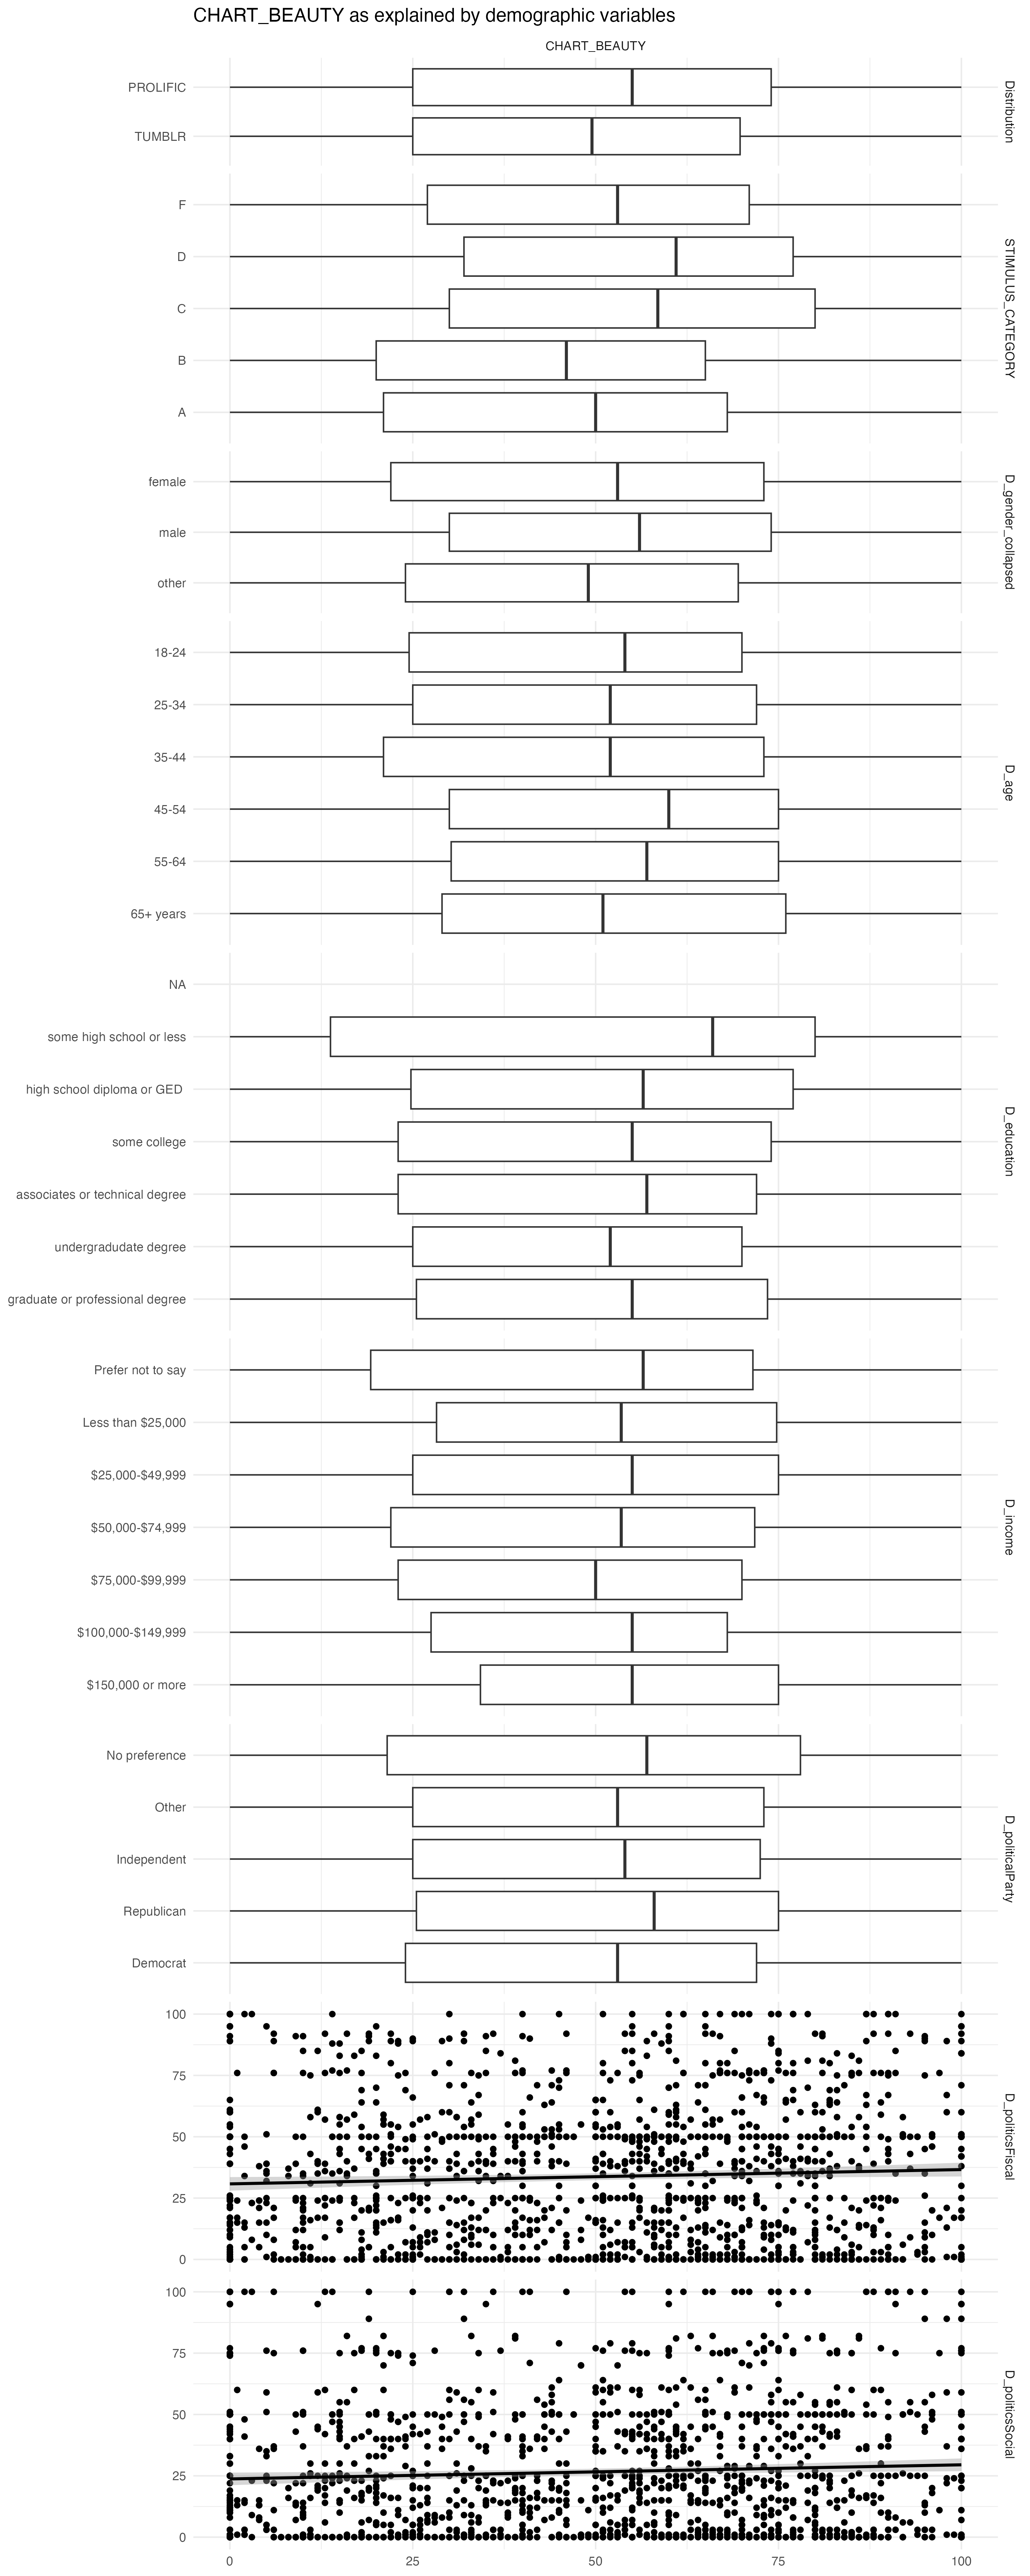 CHART_BEAUTY as explained by demographic variables
CHART_BEAUTY
PROLIFIC
TUMBLR
Distribution
F
D
C
B
A
STIMULUS_CATEGORY
female
male
other
D_gender_collapsed
18-24
25-34
35-44
45-54
55-64
65+ years
D_age
NA
some high school or less
high school diploma or GED
some college
associates or technical degree
undergradudate degree
graduate or professional degree
D_education
Prefer not to say
Less than $25,000
$25,000-$49,999
$50,000-$74,999
$75,000-$99,999
$100,000-$149,999
$150,000 or more
D_income
No preference
Other
Independent
Republican
Democrat
D_politicalParty
100
75
50
25
0
D_politicsFiscal
100
75
50
25
0
D_politicsSocial
0 25 50 75 100